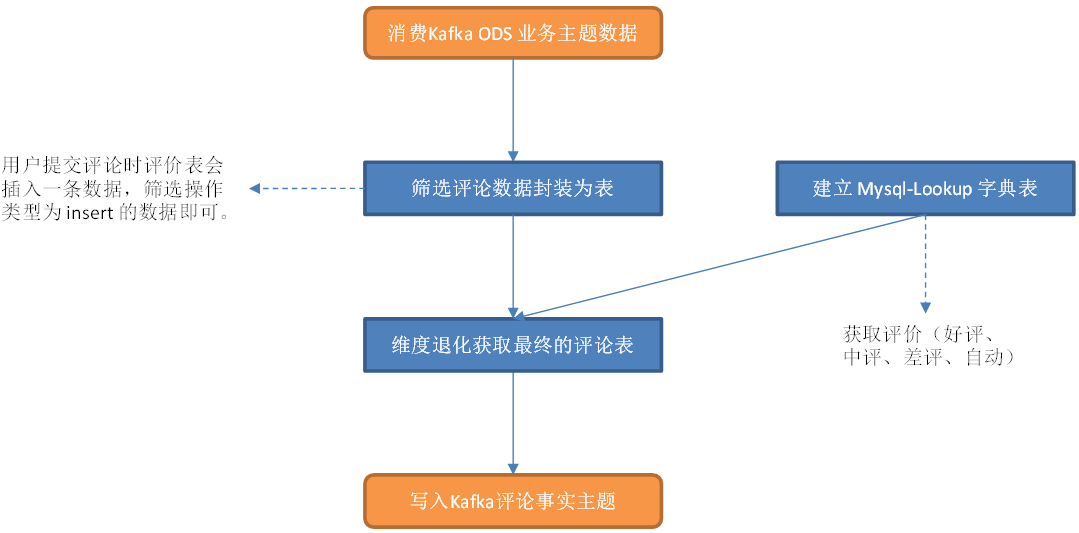 消费Kafka ODS 业务主题数据
用户提交评论时评价表会
插入一条数据，筛选操作
类型为 insert 的数据即可。
筛选评论数据封装为表
建立 Mysql-Lookup 字典表
维度退化获取最终的评论表
获取评价（好评、
中评、差评、自动）
写入Kafka评论事实主题